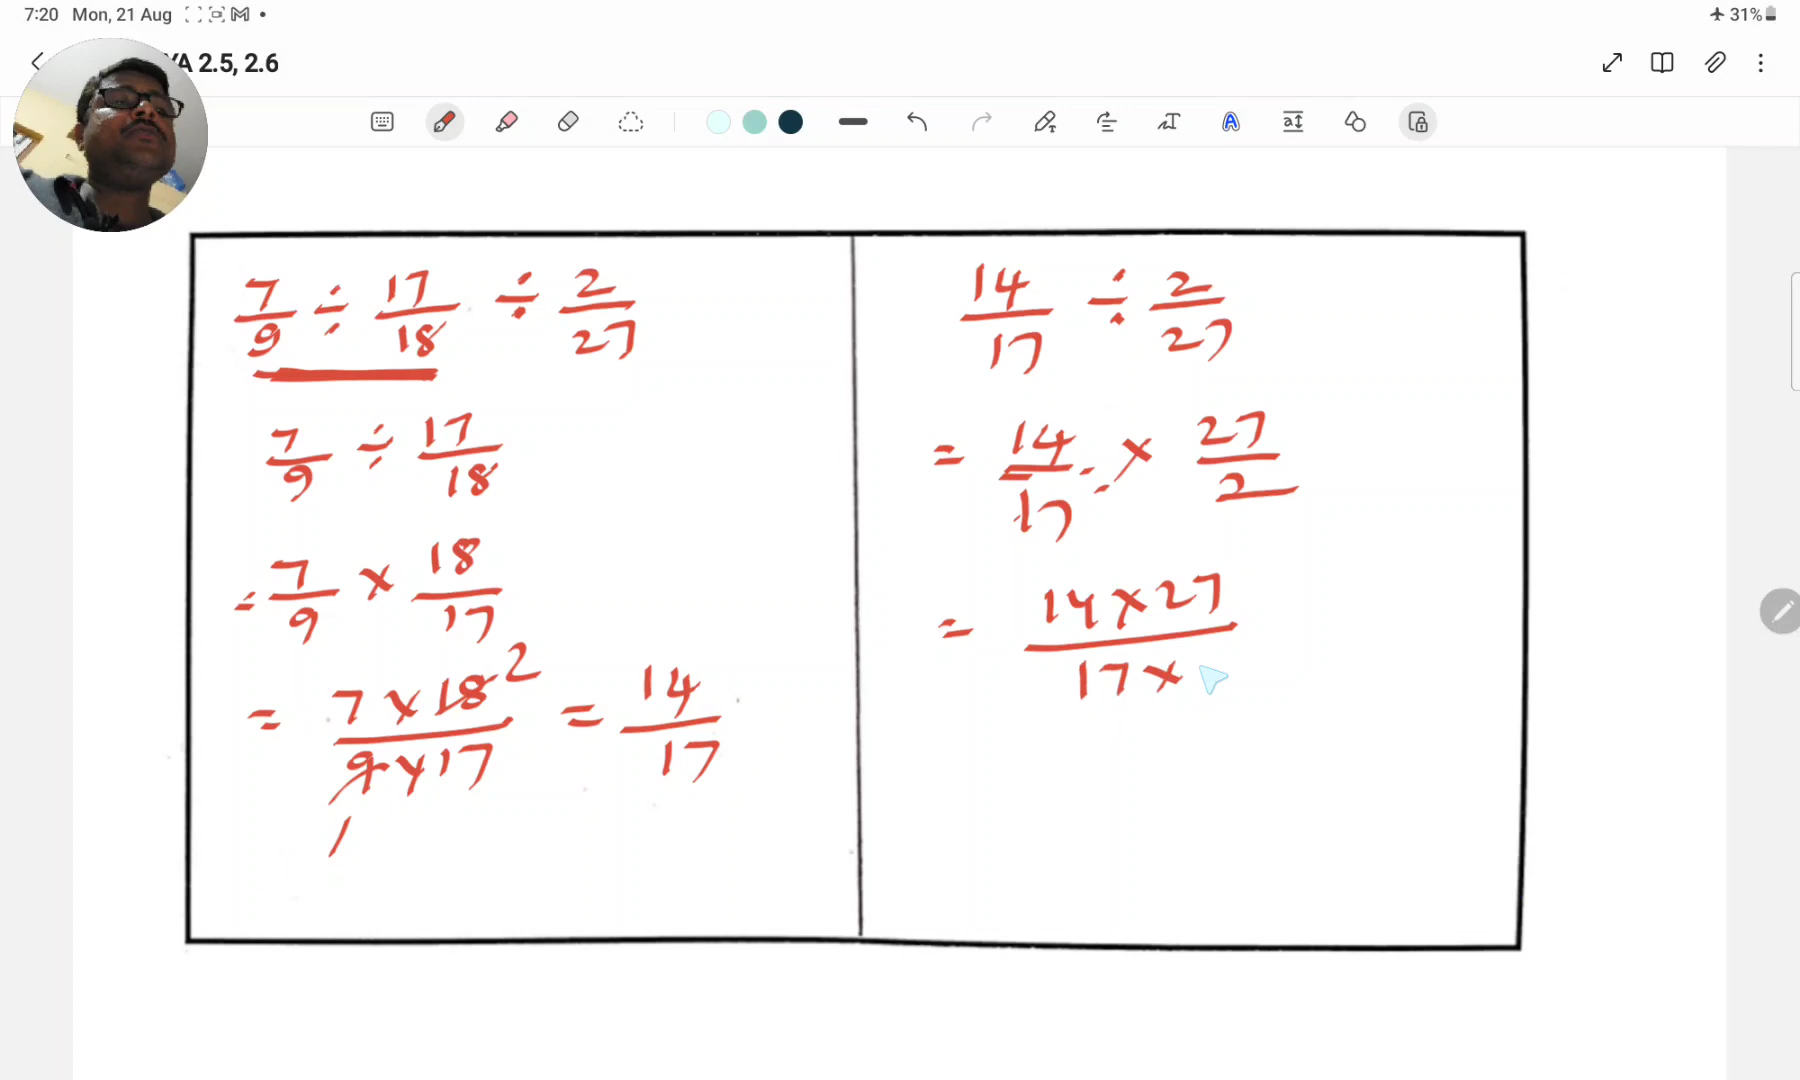 7:20 Mon, 21 Aug
31%
YA 2.5, 2.6
7/9 ÷ 17/18 ÷ 2/27
7/9 ÷ 17/18
= 7/9 × 18/17
= 7 × 18 2 / 9 × 17 = 14/17
1
14/17 ÷ 2/27
= 14/17 × 27/2
= 14 × 27 / 17 ×